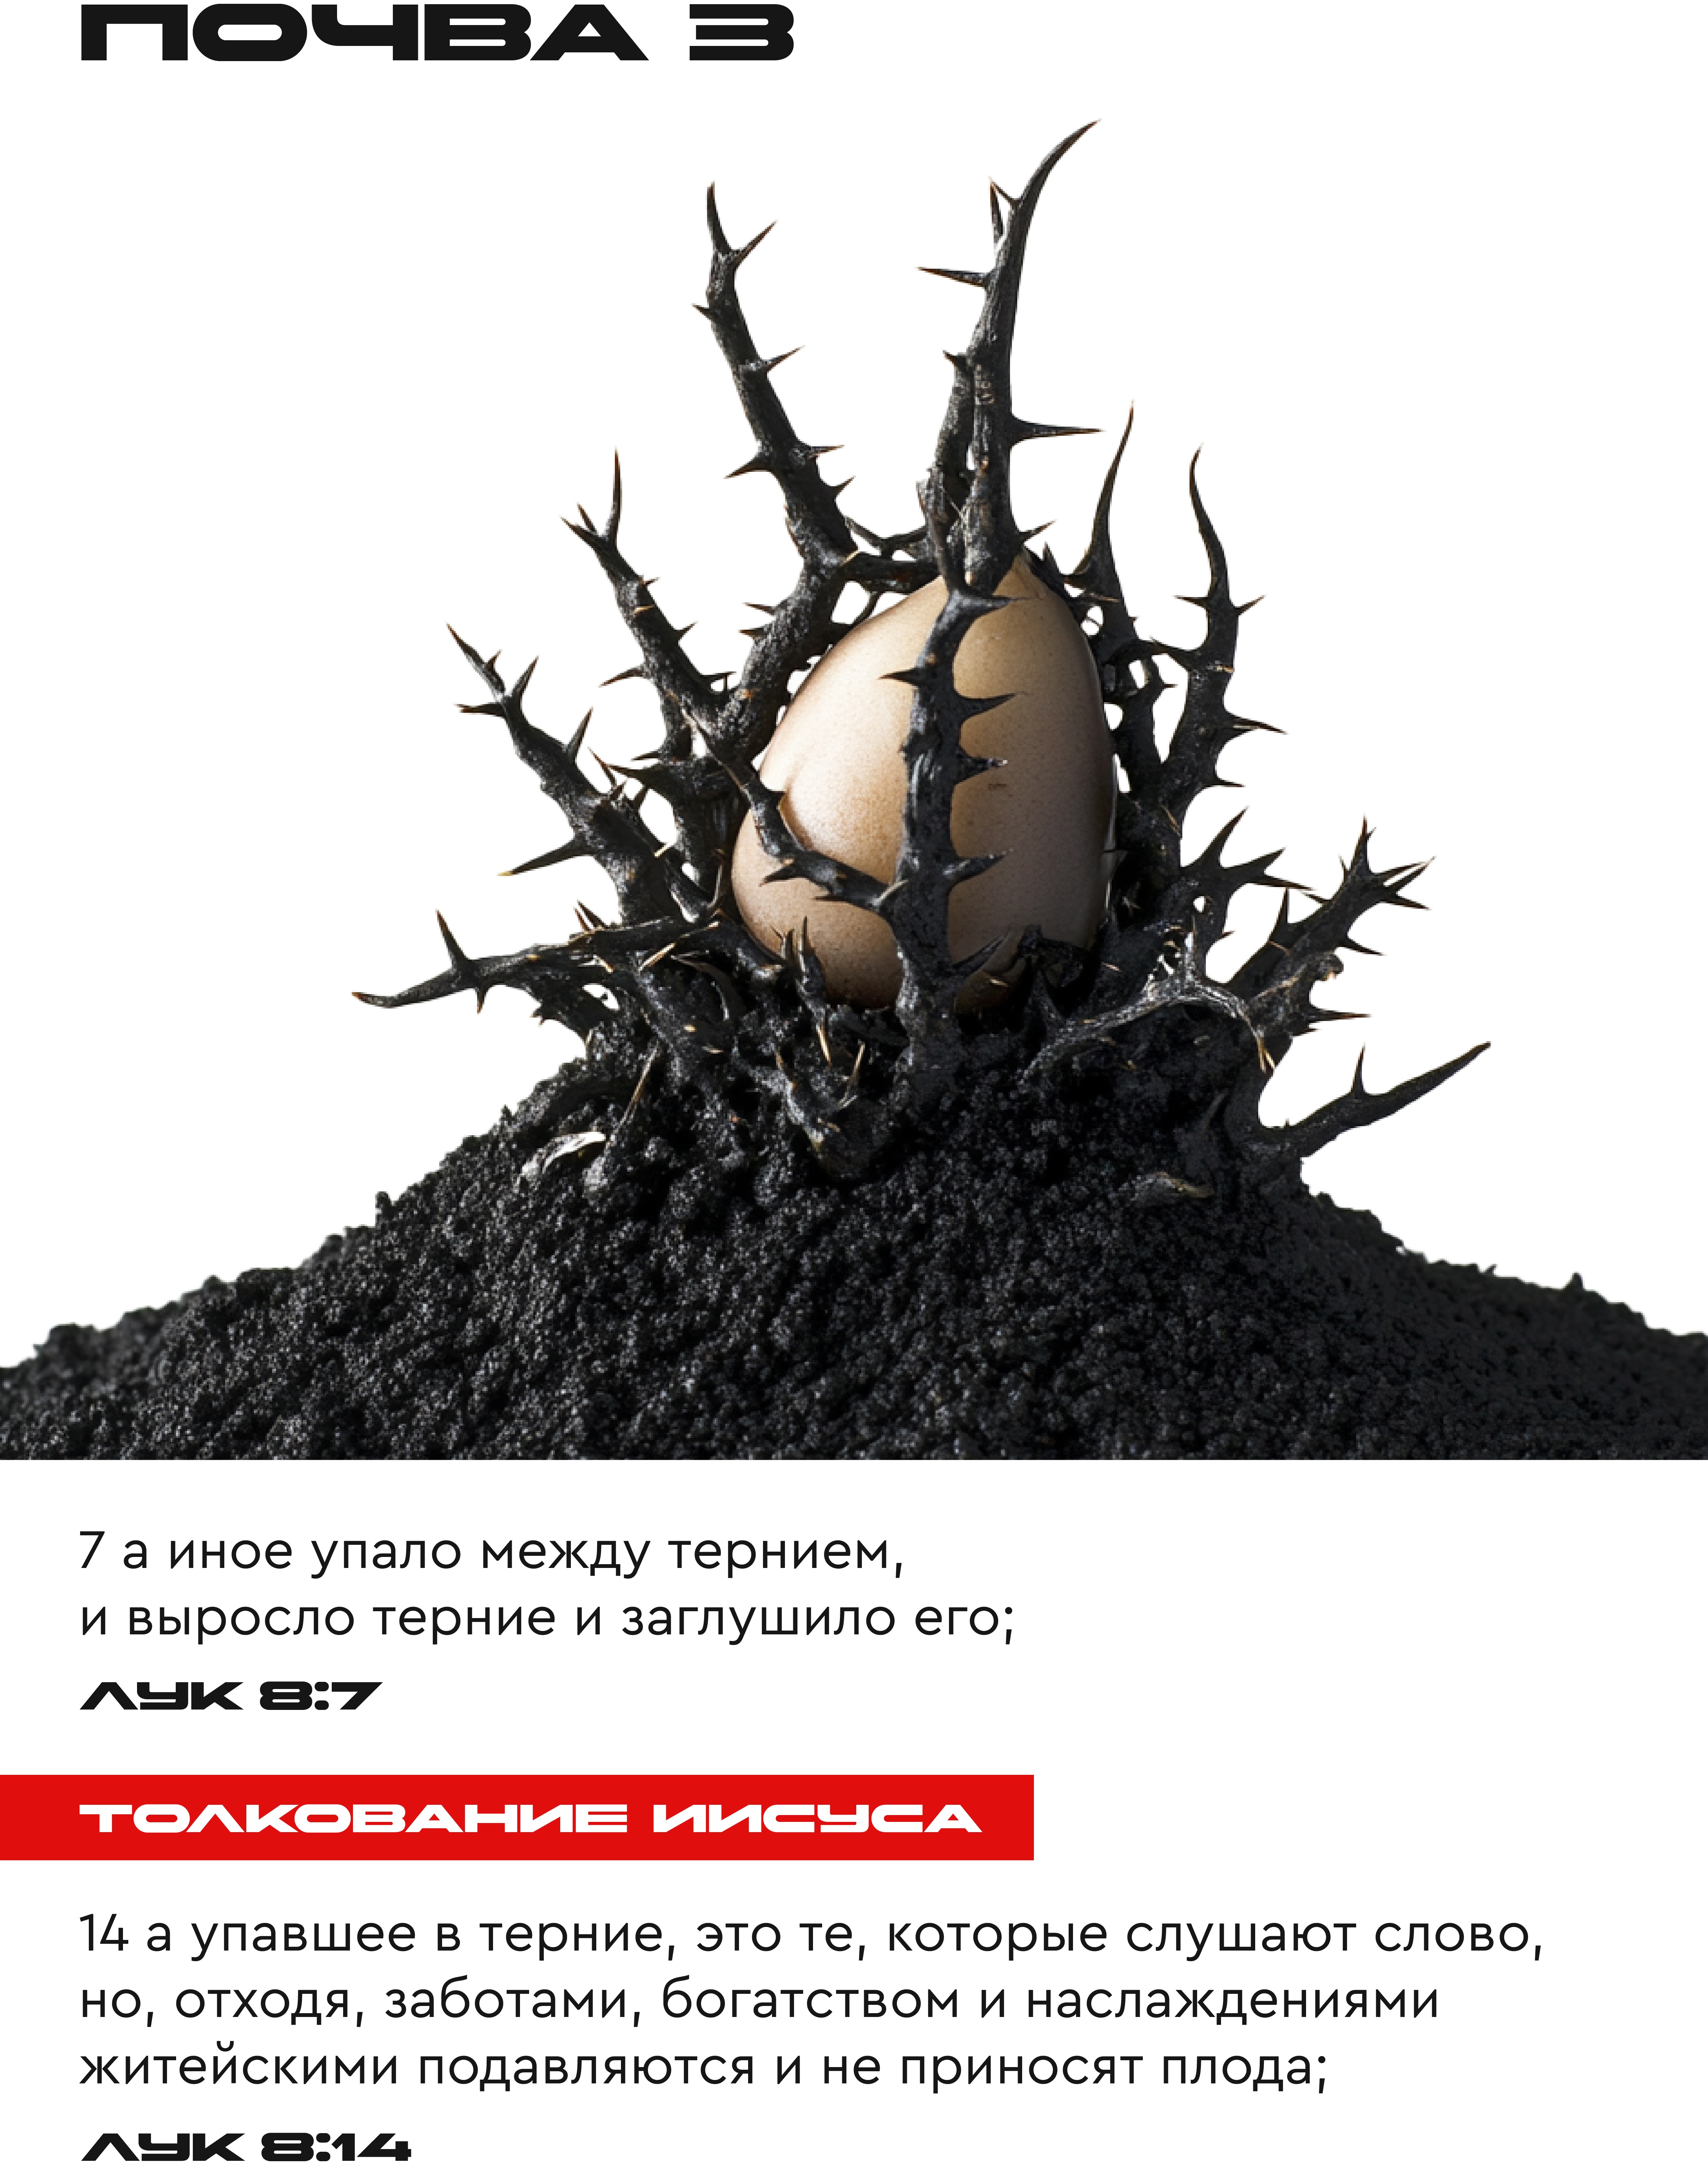 ПОЧВА 3
7 а иное упало между тернием,
и выросло терние и заглушило его;
ЛУК 8:7
ТОЛКОВАНИЕ ИИСУСА
14 а упавшее в терние, это те, которые слушают слово,
но, отходя, заботами, богатством и наслаждениями
житейскими подавляются и не приносят плода;
ЛУК 8:14